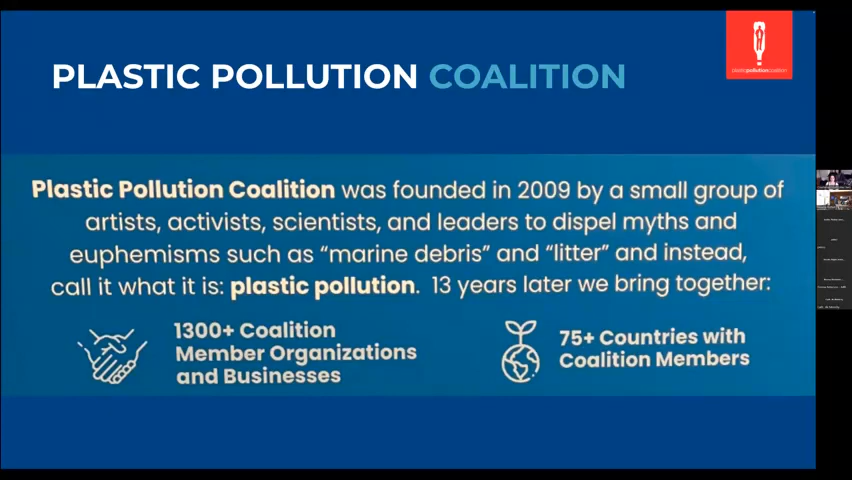 PLASTIC POLLUTION COALITION
plasticpollutioncoalition
Plastic Pollution Coalition was founded in 2009 by a small group of
artists, activists, scientists, and leaders to dispel myths and
euphemisms such as “marine debris” and “litter” and instead,
call it what it is: plastic pollution. 13 years later we bring together:
1300+ Coalition
Member Organizations
and Businesses
75+ Countries with
Coalition Members